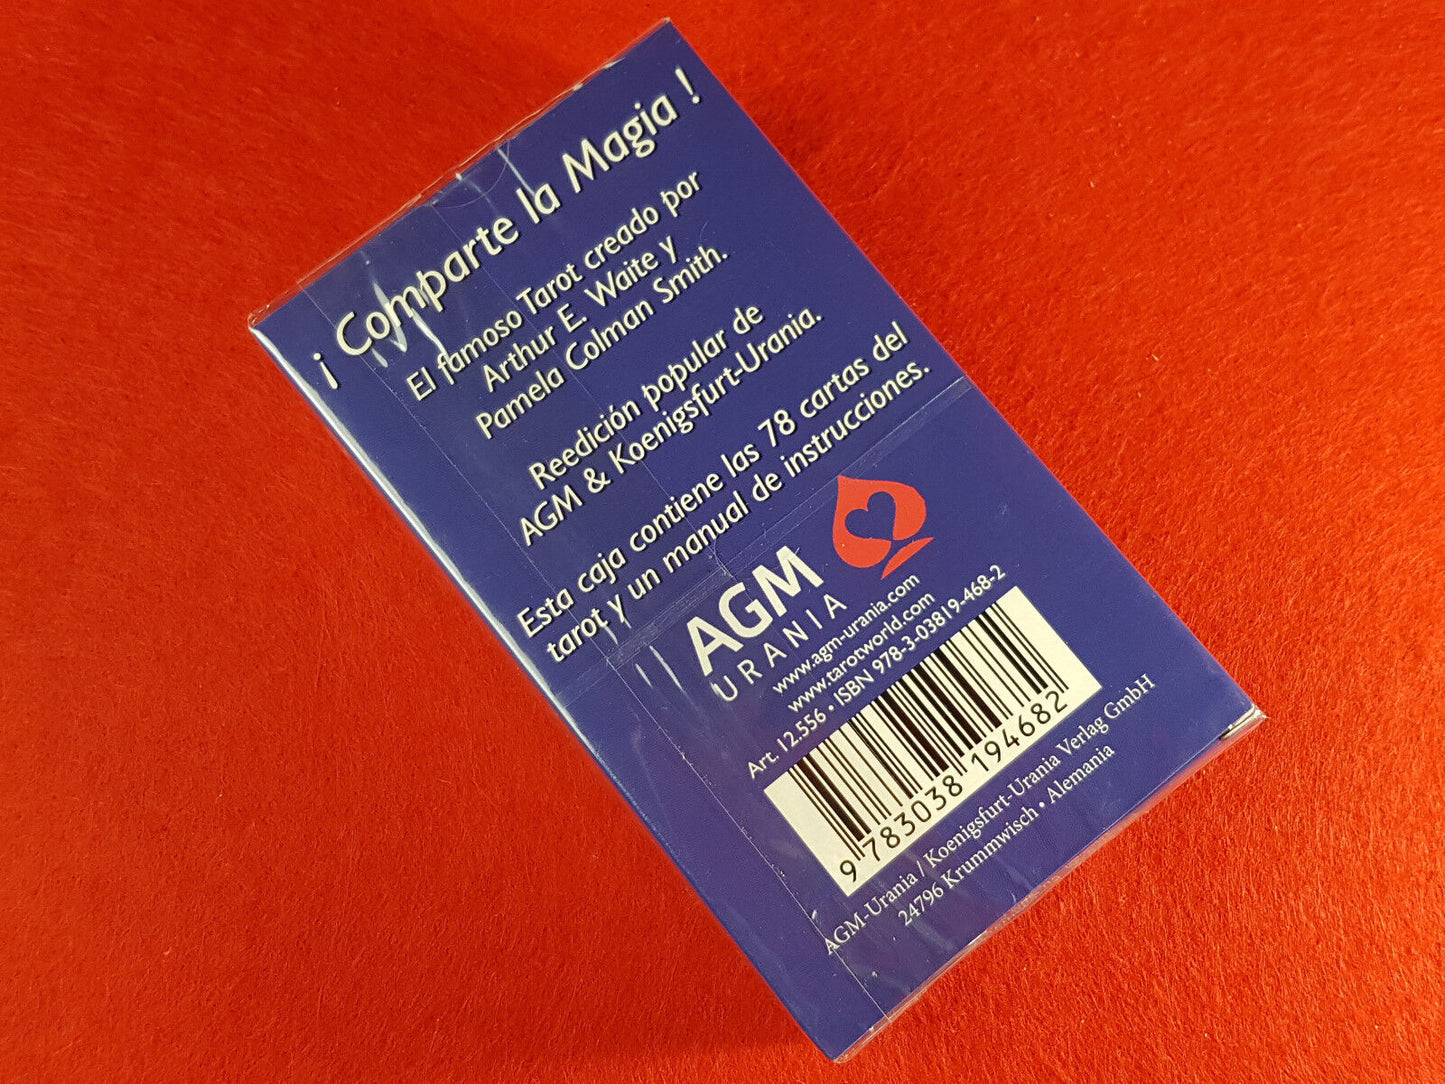 ¡ Comparte la Magia !
El famoso Tarot creado por
Arthur E. Waite y
Pamela Colman Smith.
Reedición popular de
AGM & Koenigsfurt-Urania.
Esta caja contiene las 78 cartas del
tarot y un manual de instrucciones.
AGM
URANIA
www.agm-urania.com
www.tarotworld.com
Art. 12.556 • ISBN 978-3-03819-468-2
9 783038 194682
AGM-Urania / Koenigsfurt-Urania Verlag GmbH
24796 Krummwisch • Alemania